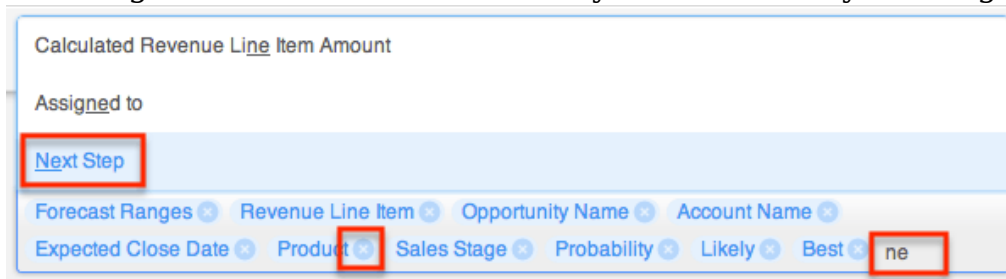 Calculated Revenue Line Item Amount
Assigned to
Next Step
Forecast Ranges Revenue Line Item Opportunity Name Account Name
Expected Close Date Product Sales Stage Probability Likely Best ne